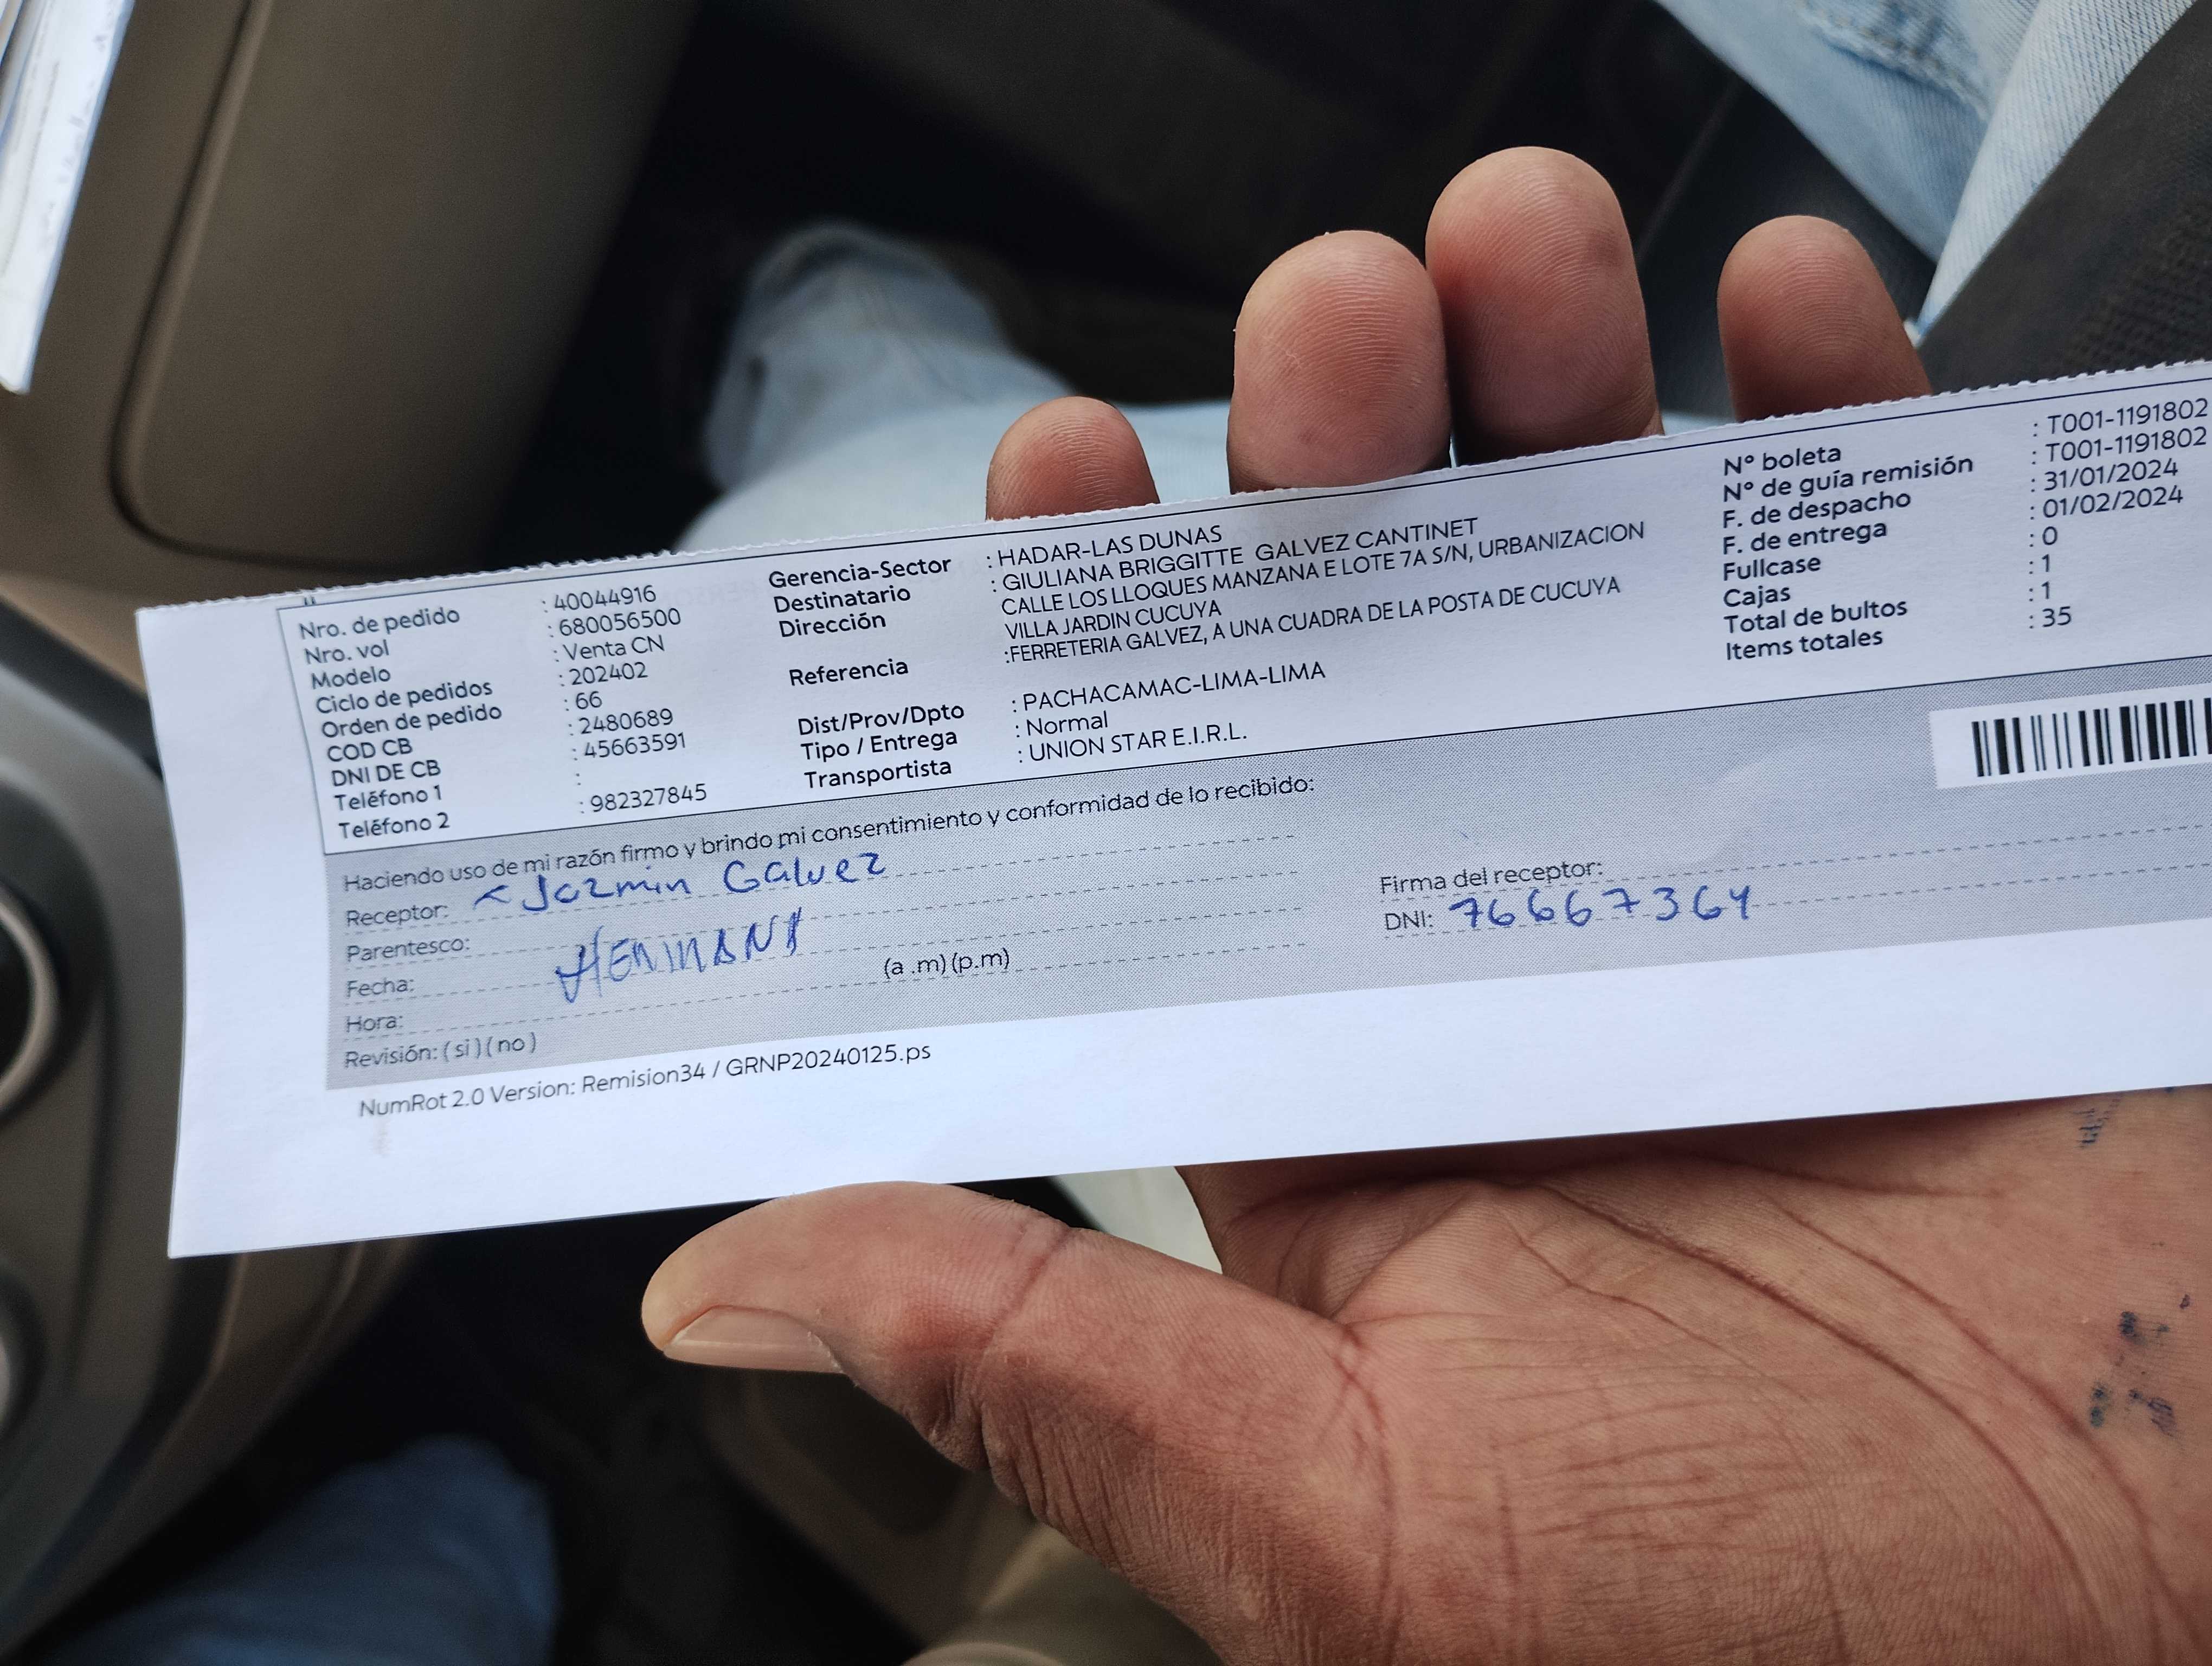 Nro. de pedido : 40044916
Nro. vol : 680056500
Modelo : Venta CN
Ciclo de pedidos : 202402
Orden de pedido : 66
COD CB : 2480689
DNI DE CB : 45663591
Teléfono 1 :
Teléfono 2 : 982327845
Gerencia-Sector : HADAR-LAS DUNAS
Destinatario : GIULIANA BRIGGITTE GALVEZ CANTINET
Dirección CALLE LOS LLOQUES MANZANA E LOTE 7A S/N, URBANIZACION
VILLA JARDIN CUCUYA
Referencia :FERRETERIA GALVEZ, A UNA CUADRA DE LA POSTA DE CUCUYA
Dist/Prov/Dpto : PACHACAMAC-LIMA-LIMA
Tipo / Entrega : Normal
Transportista : UNION STAR E.I.R.L.
N° boleta : T001-1191802
N° de guía remisión : T001-1191802
F. de despacho : 31/01/2024
F. de entrega : 01/02/2024
Fullcase : 0
Cajas : 1
Total de bultos : 1
Items totales : 35
Haciendo uso de mi razón firmo y brindo mi consentimiento y conformidad de lo recibido:
Receptor: Jazmin Galvez
Parentesco: HERMANA
Fecha:
Hora: (a .m) (p.m)
Revisión: ( si ) ( no )
Firma del receptor:
DNI: 76667364
NumRot 2.0 Version: Remision34 / GRNP20240125.ps